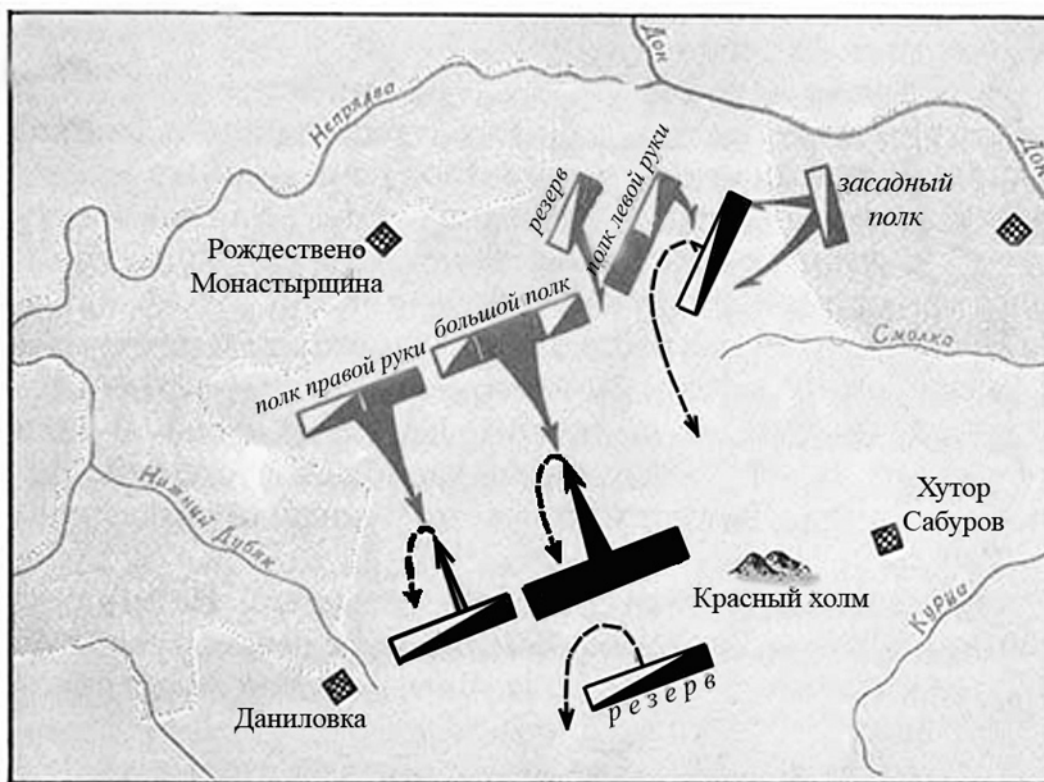 Дон
Непрядва
Дон
резерв
полк левой руки
засадный
полк
Рождествено
Монастырщина
большой полк
полк правой руки
Смолка
Нижний Дубик
Хутор
Сабуров
Красный холм
Курца
Даниловка
резерв